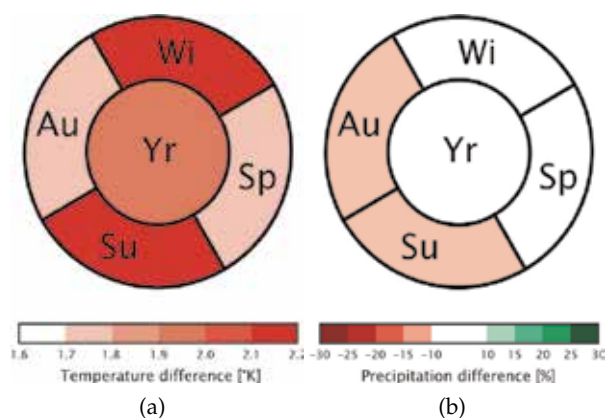 Wi
Au
Yr
Sp
Su
1.6 1.7 1.8 1.9 2.0 2.1 2.2
Temperature difference [°K]
(a)
Wi
Au
Yr
Sp
Su
-30 -25 -20 -15 -10 10 15 20 25 30
Precipitation difference [%]
(b)